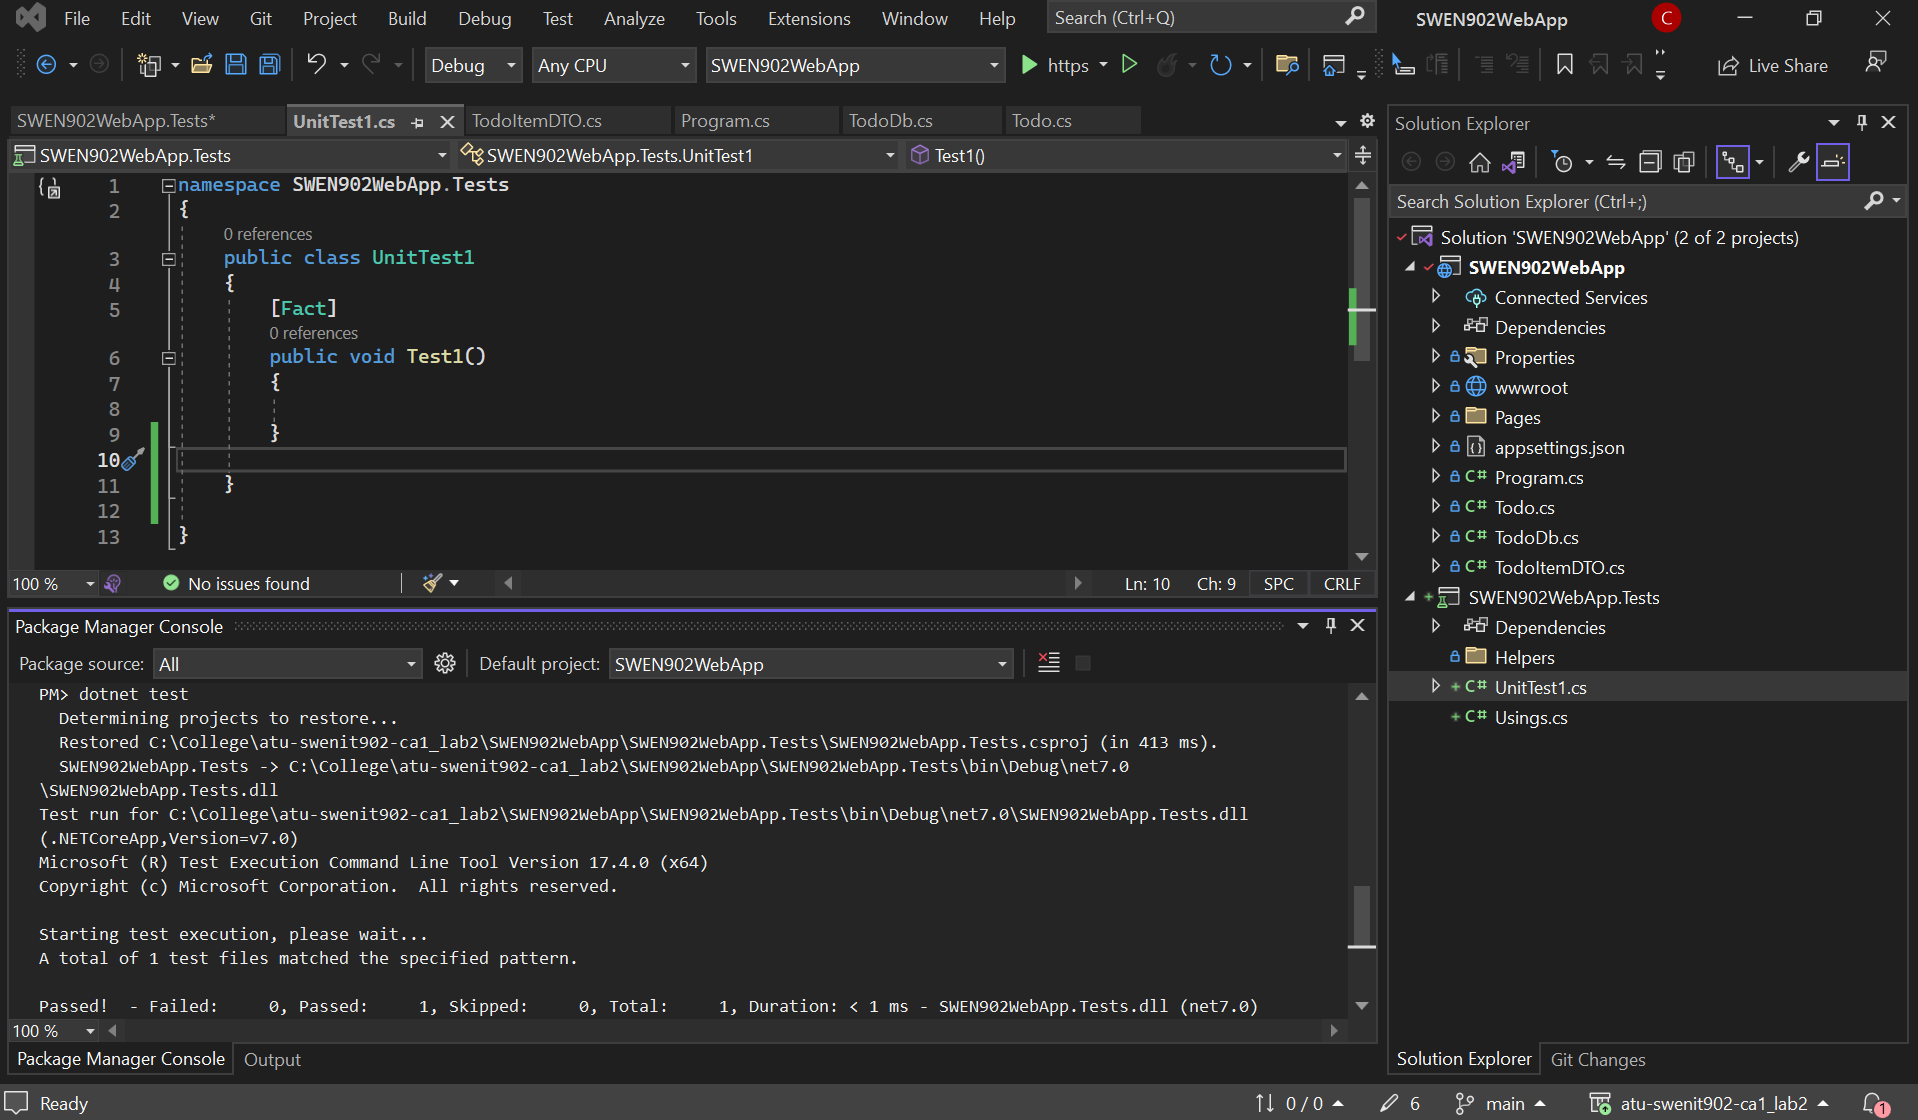 File Edit View Git Project Build Debug Test Analyze Tools Extensions Window Help Search (Ctrl+Q) SWEN902WebApp C
Debug Any CPU SWEN902WebApp https Live Share
SWEN902WebApp.Tests* UnitTest1.cs TodoItemDTO.cs Program.cs TodoDb.cs Todo.cs
SWEN902WebApp.Tests SWEN902WebApp.Tests.UnitTest1 Test1()
1 namespace SWEN902WebApp.Tests
2 {
0 references
3 public class UnitTest1
4 {
5 [Fact]
0 references
6 public void Test1()
7 {
8
9 }
10
11 }
12
13 }
100 % No issues found Ln: 10 Ch: 9 SPC CRLF
Package Manager Console
Package source: All Default project: SWEN902WebApp
PM> dotnet test
Determining projects to restore...
Restored C:\College\atu-swenit902-ca1_lab2\SWEN902WebApp\SWEN902WebApp.Tests\SWEN902WebApp.Tests.csproj (in 413 ms).
SWEN902WebApp.Tests -> C:\College\atu-swenit902-ca1_lab2\SWEN902WebApp\SWEN902WebApp.Tests\bin\Debug\net7.0
\SWEN902WebApp.Tests.dll
Test run for C:\College\atu-swenit902-ca1_lab2\SWEN902WebApp\SWEN902WebApp.Tests\bin\Debug\net7.0\SWEN902WebApp.Tests.dll
(.NETCoreApp,Version=v7.0)
Microsoft (R) Test Execution Command Line Tool Version 17.4.0 (x64)
Copyright (c) Microsoft Corporation.  All rights reserved.
Starting test execution, please wait...
A total of 1 test files matched the specified pattern.
Passed!  - Failed:     0, Passed:     1, Skipped:     0, Total:     1, Duration: < 1 ms - SWEN902WebApp.Tests.dll (net7.0)
100 %
Package Manager Console Output
Solution Explorer
Search Solution Explorer (Ctrl+;)
Solution 'SWEN902WebApp' (2 of 2 projects)
SWEN902WebApp
Connected Services
Dependencies
Properties
wwwroot
Pages
appsettings.json
C# Program.cs
C# Todo.cs
C# TodoDb.cs
C# TodoItemDTO.cs
SWEN902WebApp.Tests
Dependencies
Helpers
C# UnitTest1.cs
C# Usings.cs
Solution Explorer Git Changes
Ready 0 / 0 6 main atu-swenit902-ca1_lab2 1